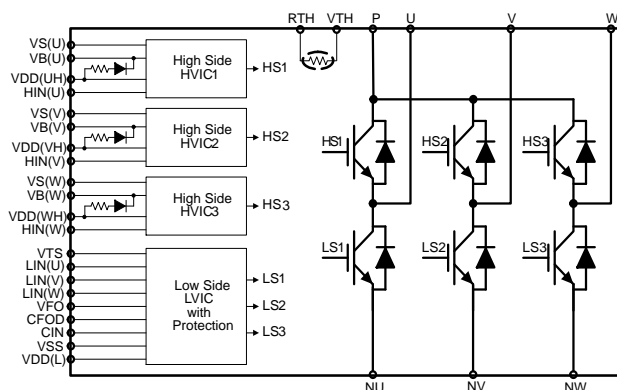 RTH VTH P U V W
VS(U)
VB(U)
VDD(UH)
HIN(U)
High Side
HVIC1
HS1
VS(V)
VB(V)
VDD(VH)
HIN(V)
High Side
HVIC2
HS2
VS(W)
VB(W)
VDD(WH)
HIN(W)
High Side
HVIC3
HS3
VTS
LIN(U)
LIN(V)
LIN(W)
VFO
CFOD
CIN
VSS
VDD(L)
Low Side
LVIC
with
Protection
LS1
LS2
LS3
HS1 HS2 HS3
LS1 LS2 LS3
NU NV NW